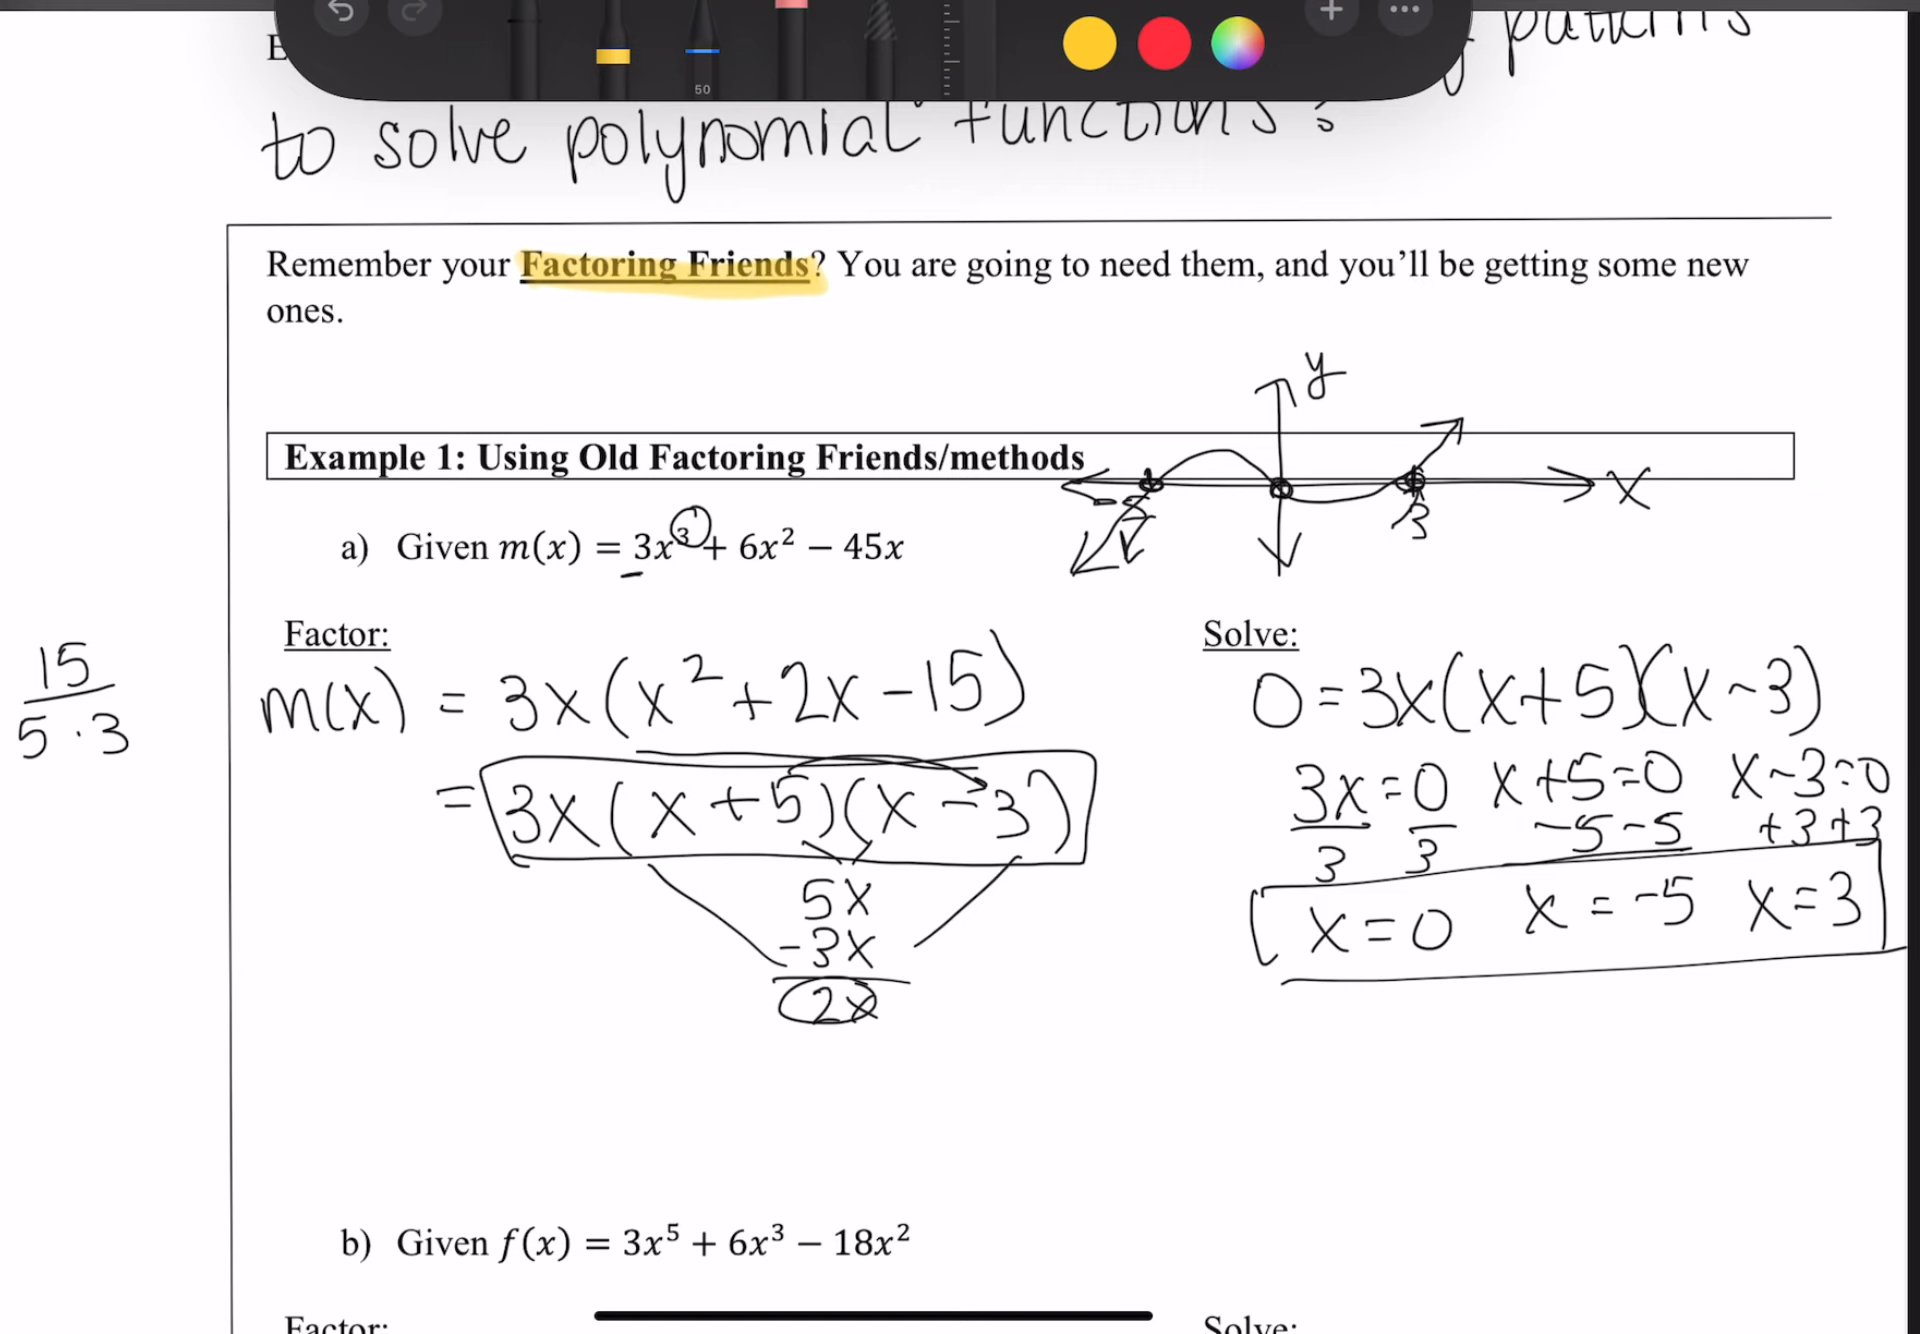 50
patterns
to solve polynomial functions?
Remember your Factoring Friends? You are going to need them, and you'll be getting some new
ones.
y
Example 1: Using Old Factoring Friends/methods
x
-5
3
a) Given m(x) = 3x³ + 6x² − 45x
Factor:
Solve:
15
5 · 3
m(x) = 3x(x²+2x-15)
= 3x(x+5)(x-3)
5x
-3x
2x
0=3x(x+5)(x-3)
3x=0 x+5=0 x-3=0
3 3 -5 -5 +3 +3
x=0 x=-5 x=3
b) Given f(x) = 3x⁵ + 6x³ − 18x²
Factor:
Solve: